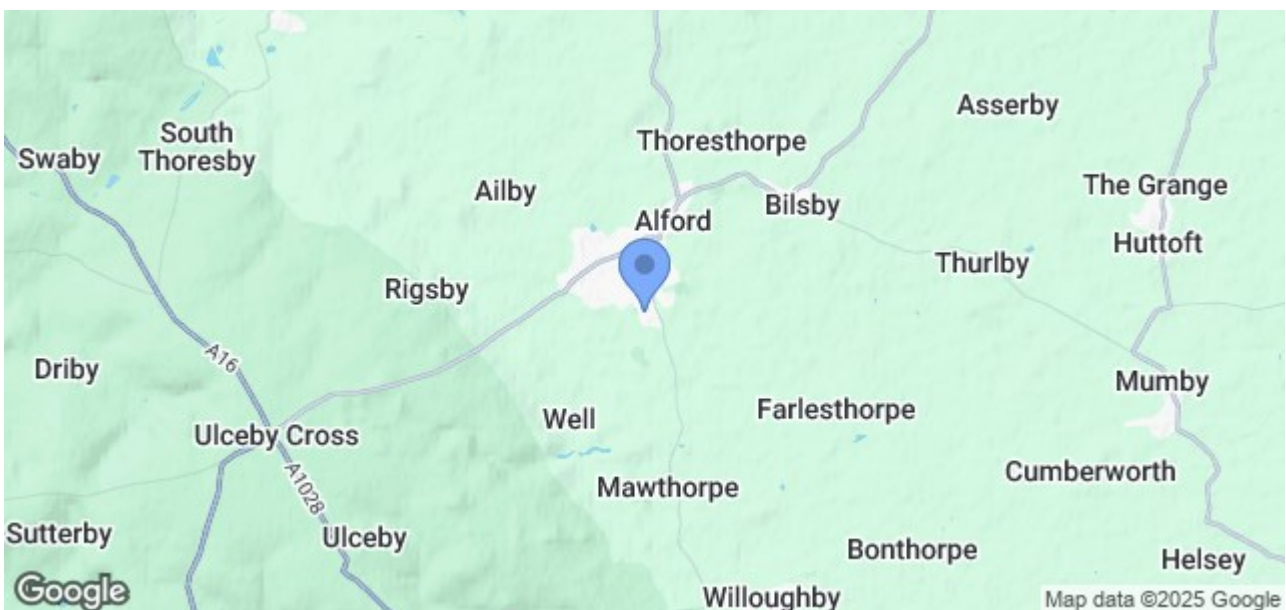 Asserby
South
Thoresby
Thoresthorpe
Swaby
Ailby
The Grange
Bilsby
Alford
Huttoft
Thurlby
Rigsby
A16
Driby
Mumby
Farlesthorpe
Well
Ulceby Cross
Cumberworth
A1028
Mawthorpe
Sutterby
Ulceby
Bonthorpe
Helsey
Google
Willoughby
Map data ©2025 Google